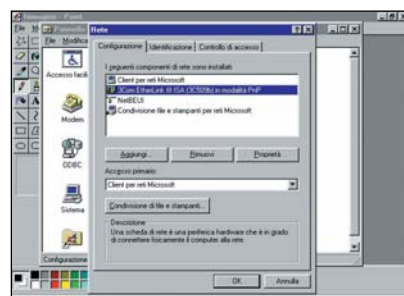 Rete
File Modifica
Configurazione Identificazione Controllo di accesso
I seguenti componenti di rete sono installati:
Client per reti Microsoft
3Com EtherLink III ISA (3C509b) in modalità PnP
NetBEUI
Condivisione file e stampanti per reti Microsoft
Accesso facil
Modem
Aggiungi... Rimuovi Proprietà
ODBC
Accesso primario:
Client per reti Microsoft
Sistema
Condivisione di file e stampanti...
Descrizione
Una scheda di rete è una periferica hardware che è in grado
di connettere fisicamente il computer alla rete.
Configurazione
OK Annulla